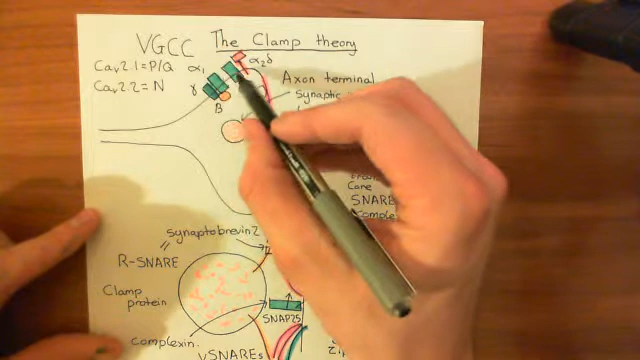 VGCC The Clamp theory
Cav2.1=P/Q α1 α2δ
Cav2.2=N γ
β
Axon terminal
synaptic
Core
SNARE
Complex
synaptobrevin2
R-SNARE
Clamp
protein
SNAP25
complexin.
vSNAREs